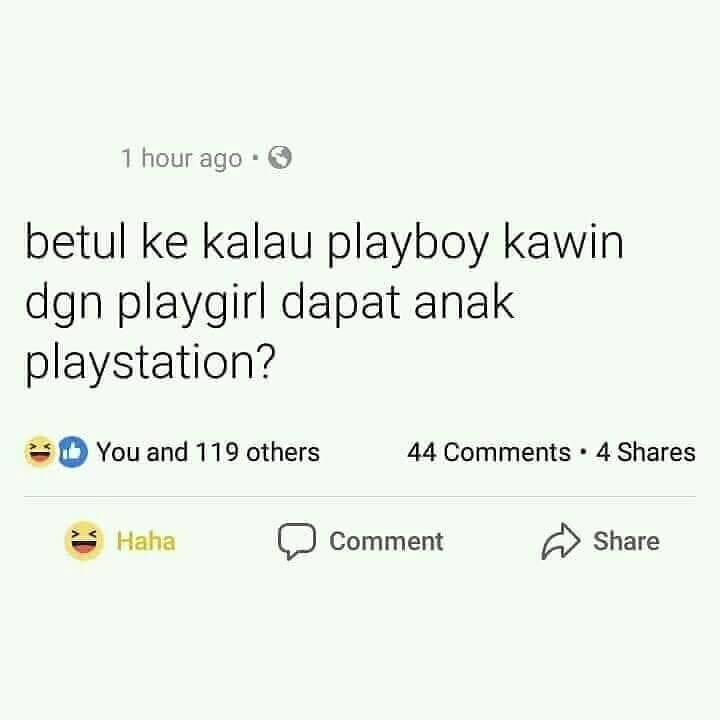 1 hour ago •
betul ke kalau playboy kawin
dgn playgirl dapat anak
playstation?
You and 119 others 44 Comments • 4 Shares
Haha Comment Share